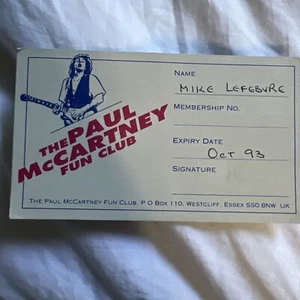 THE PAUL
McCARTNEY
FUN CLUB
NAME
MIKE LEFEBVRE
MEMBERSHIP NO.
EXPIRY DATE
OCT 93
SIGNATURE
THE PAUL MCCARTNEY FUN CLUB, P O BOX 110, WESTCLIFF, ESSEX SS0 8NW UK